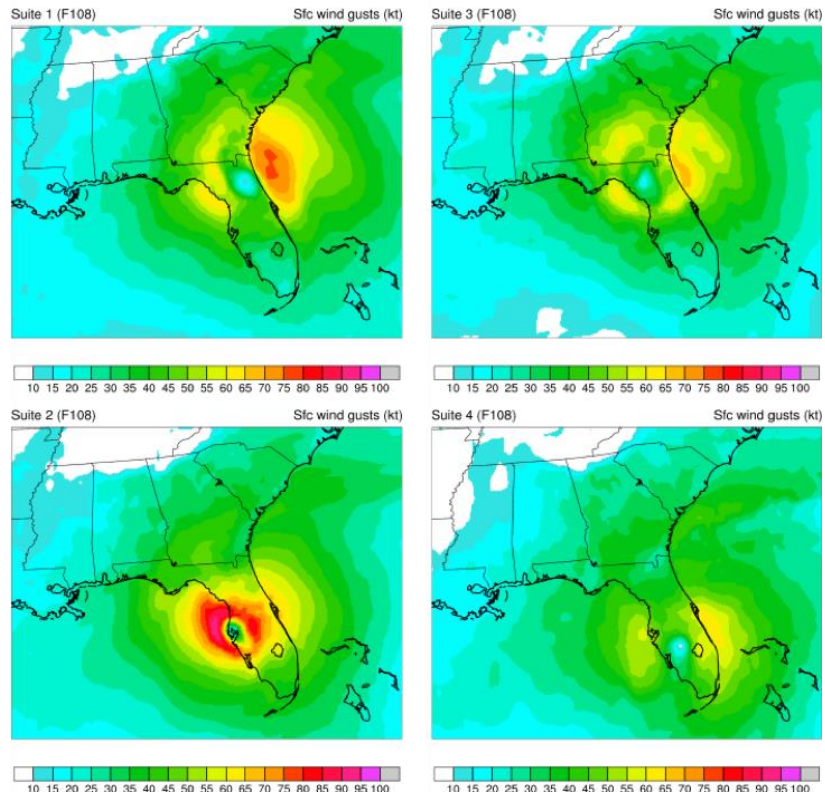 Suite 1 (F108) Sfc wind gusts (kt)
Suite 3 (F108) Sfc wind gusts (kt)
10 15 20 25 30 35 40 45 50 55 60 65 70 75 80 85 90 95 100
10 15 20 25 30 35 40 45 50 55 60 65 70 75 80 85 90 95 100
Suite 2 (F108) Sfc wind gusts (kt)
Suite 4 (F108) Sfc wind gusts (kt)
10 15 20 25 30 35 40 45 50 55 60 65 70 75 80 85 90 95 100
10 15 20 25 30 35 40 45 50 55 60 65 70 75 80 85 90 95 100